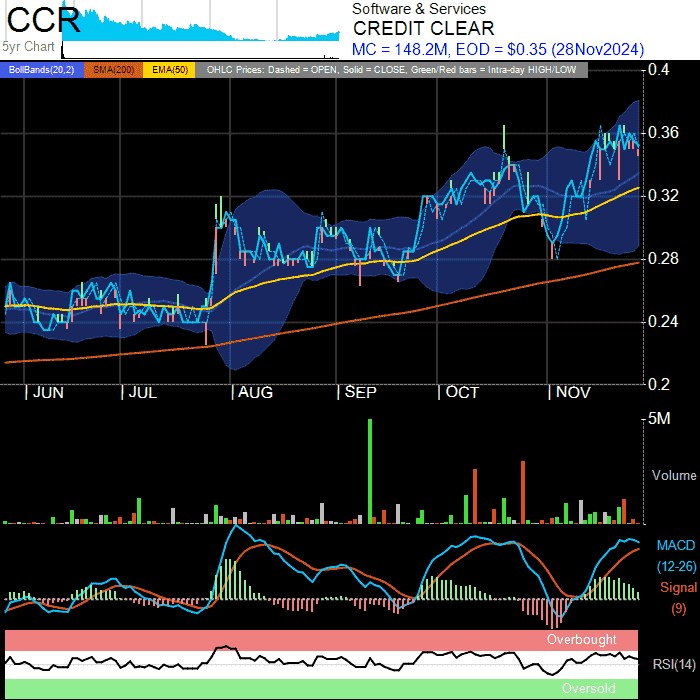 CCR
5yr Chart
Software & Services
CREDIT CLEAR
MC = 148.2M, EOD = $0.35 (28Nov2024)
BollBands(20,2) SMA(200) EMA(50) OHLC Prices: Dashed = OPEN, Solid = CLOSE, Green/Red bars = Intra-day HIGH/LOW
0.4
0.36
0.32
0.28
0.24
0.2
JUN JUL AUG SEP OCT NOV
5M
Volume
MACD
(12-26)
Signal
(9)
Overbought
RSI(14)
Oversold